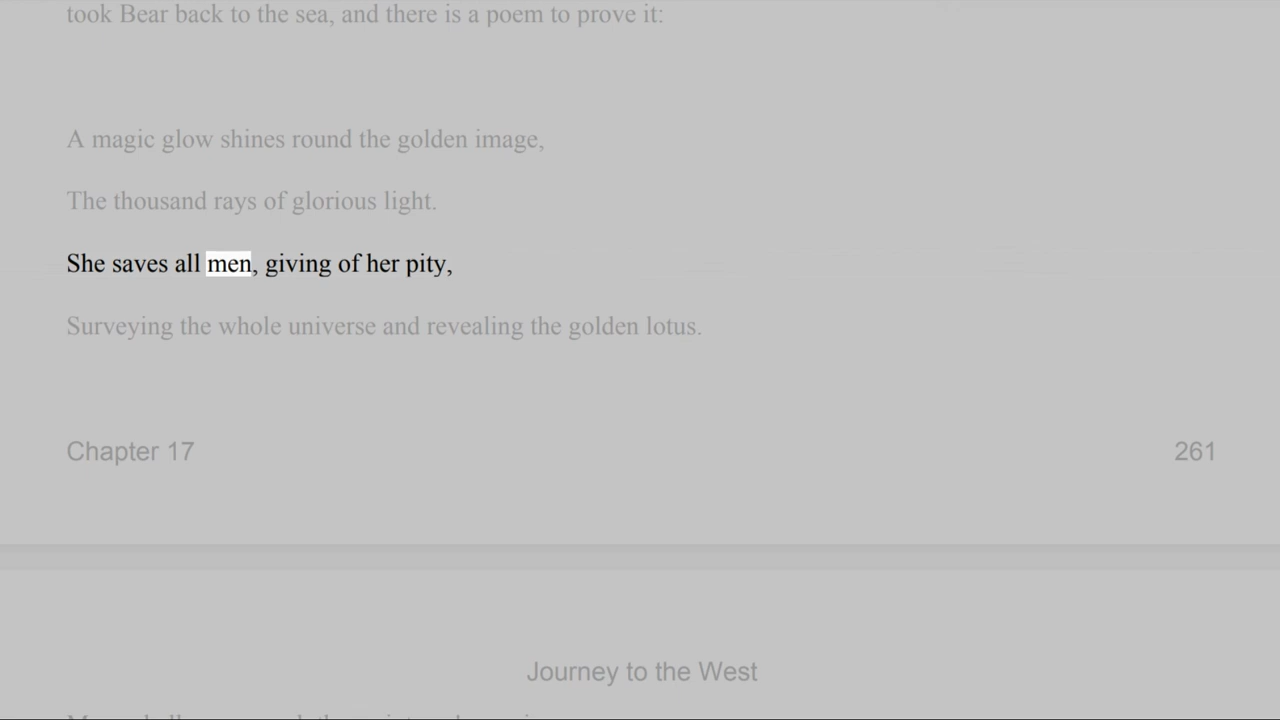 took Bear back to the sea, and there is a poem to prove it:
A magic glow shines round the golden image,
The thousand rays of glorious light.
She saves all men, giving of her pity,
Surveying the whole universe and revealing the golden lotus.
Chapter 17 261
Journey to the West